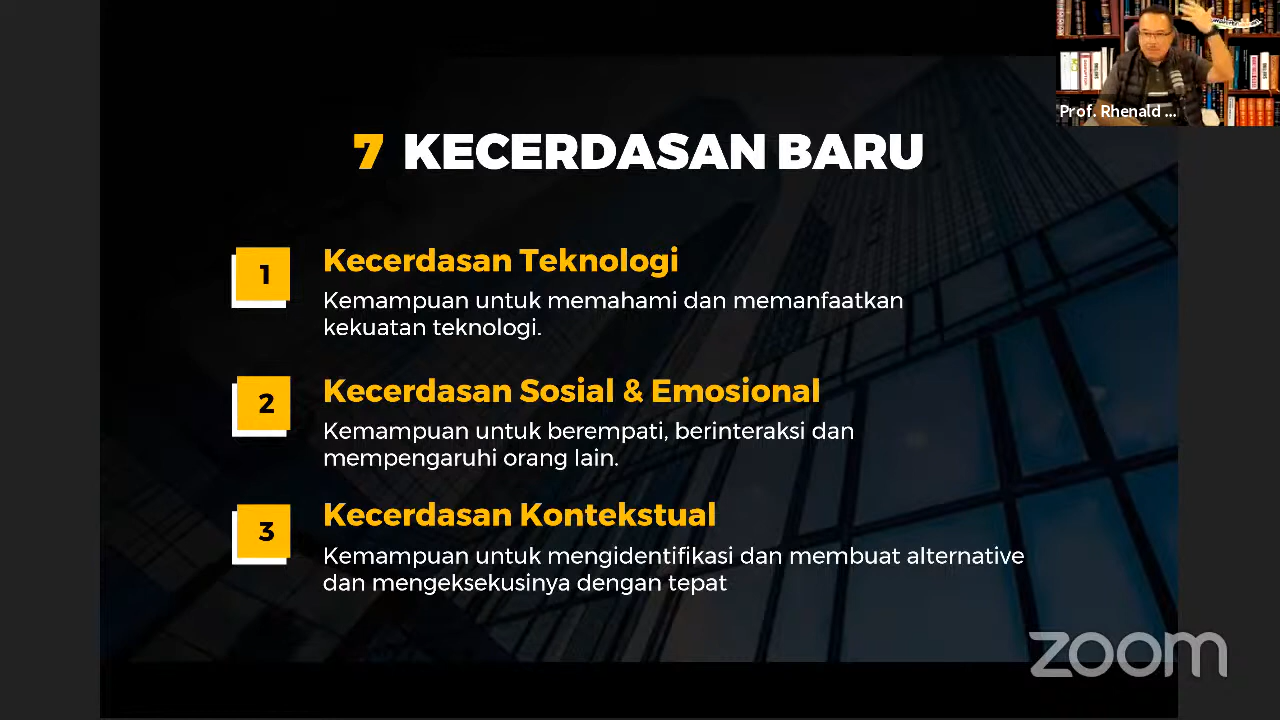 Prof. Rhenald ...
7 KECERDASAN BARU
1
Kecerdasan Teknologi
Kemampuan untuk memahami dan memanfaatkan
kekuatan teknologi.
2
Kecerdasan Sosial & Emosional
Kemampuan untuk berempati, berinteraksi dan
mempengaruhi orang lain.
3
Kecerdasan Kontekstual
Kemampuan untuk mengidentifikasi dan membuat alternative
dan mengeksekusinya dengan tepat
zoom